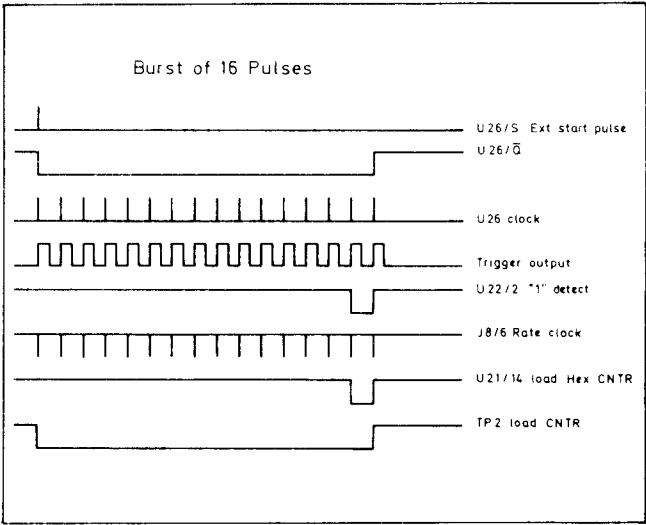 Burst of 16 Pulses
U26/S Ext start pulse
U26/Q̅
U26 clock
Trigger output
U22/2 "1" detect
J8/6 Rate clock
U21/14 load Hex CNTR
TP2 load CNTR